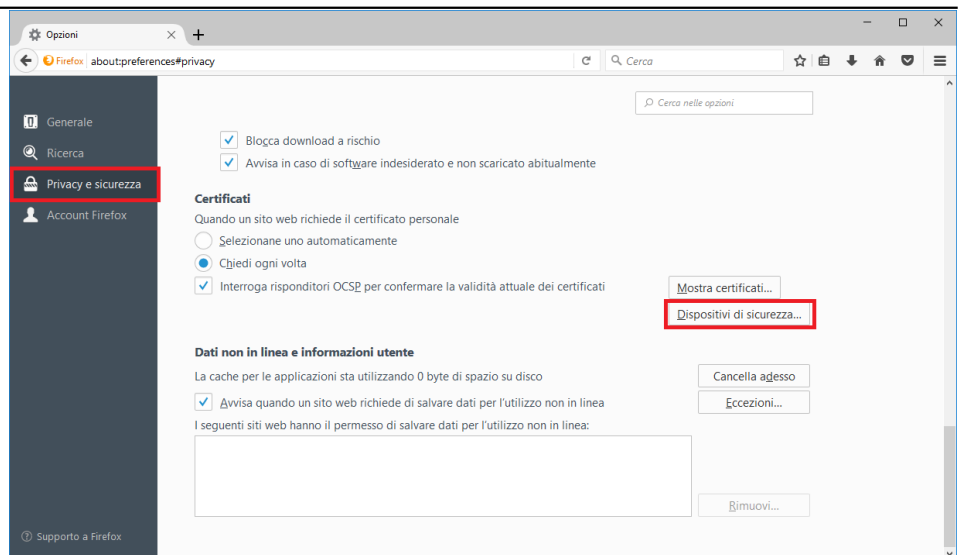 Opzioni
Firefox about:preferences#privacy
Cerca
Cerca nelle opzioni
Generale
Ricerca
Privacy e sicurezza
Account Firefox
Supporto a Firefox
Blocca download a rischio
Avvisa in caso di software indesiderato e non scaricato abitualmente
Certificati
Quando un sito web richiede il certificato personale
Selezionane uno automaticamente
Chiedi ogni volta
Interroga risponditori OCSP per confermare la validità attuale dei certificati
Mostra certificati...
Dispositivi di sicurezza...
Dati non in linea e informazioni utente
La cache per le applicazioni sta utilizzando 0 byte di spazio su disco
Cancella adesso
Avvisa quando un sito web richiede di salvare dati per l'utilizzo non in linea
Eccezioni...
I seguenti siti web hanno il permesso di salvare dati per l'utilizzo non in linea:
Rimuovi...